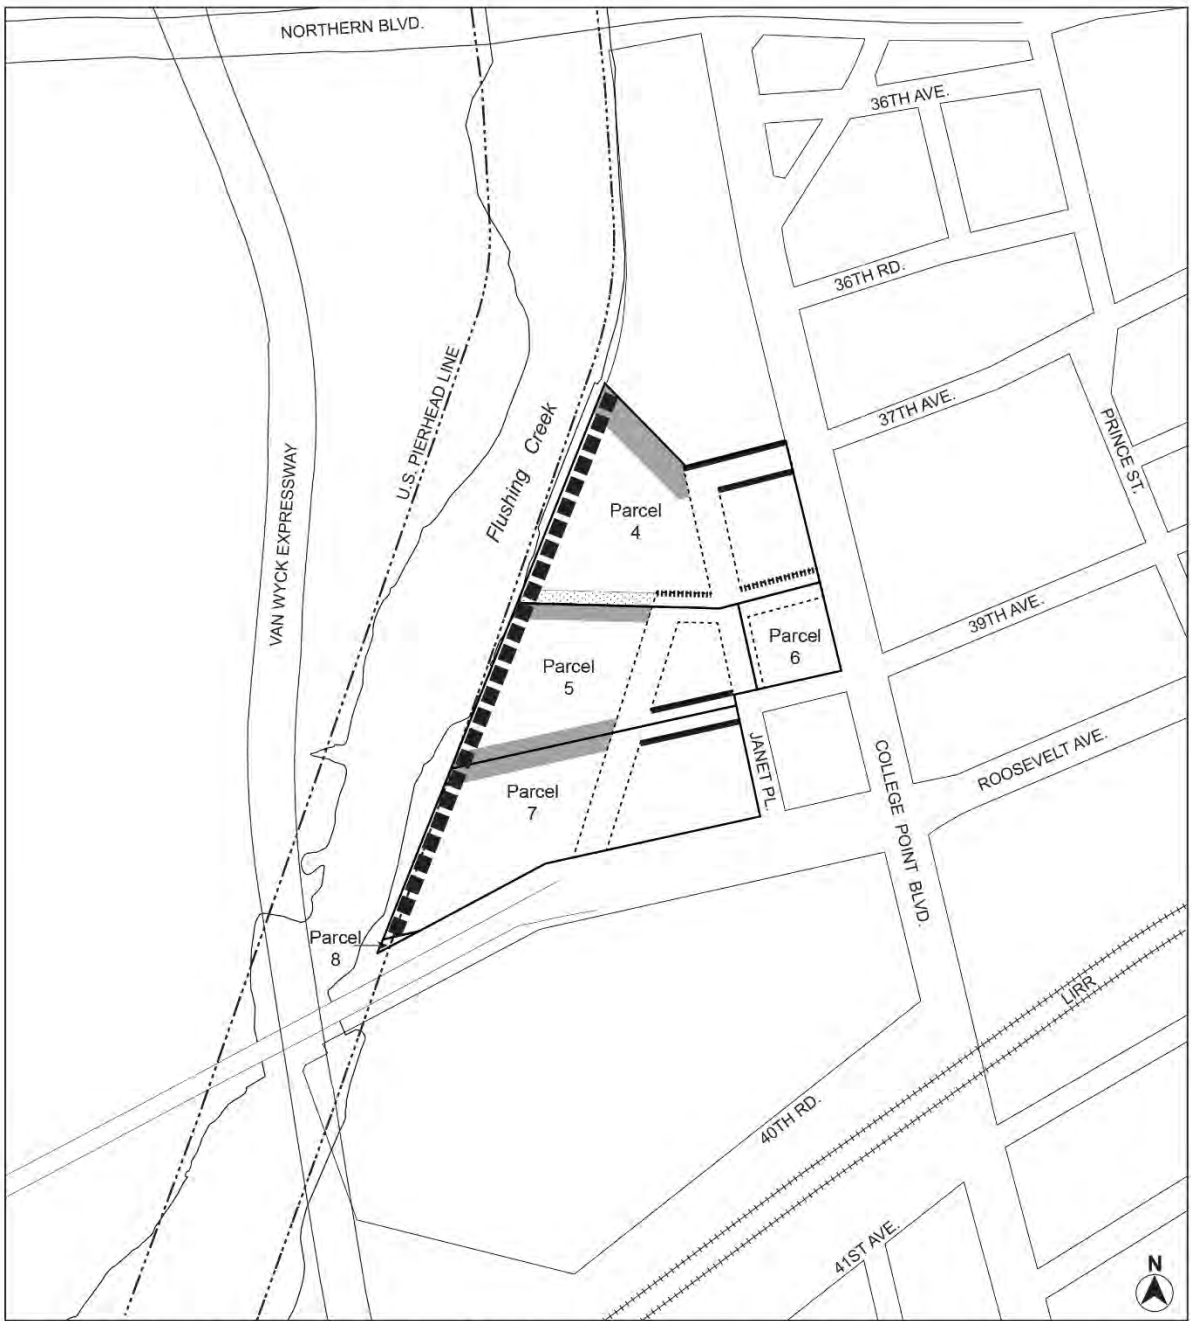 NORTHERN BLVD.
36TH AVE.
36TH RD.
U.S. PIERHEAD LINE
37TH AVE.
Flushing Creek
PRINCE ST.
VAN WYCK EXPRESSWAY
Parcel
4
39TH AVE.
Parcel
6
Parcel
5
JANET PL.
COLLEGE POINT BLVD.
ROOSEVELT AVE.
Parcel
7
Parcel
8
LIRR
40TH RD.
41ST AVE.
N